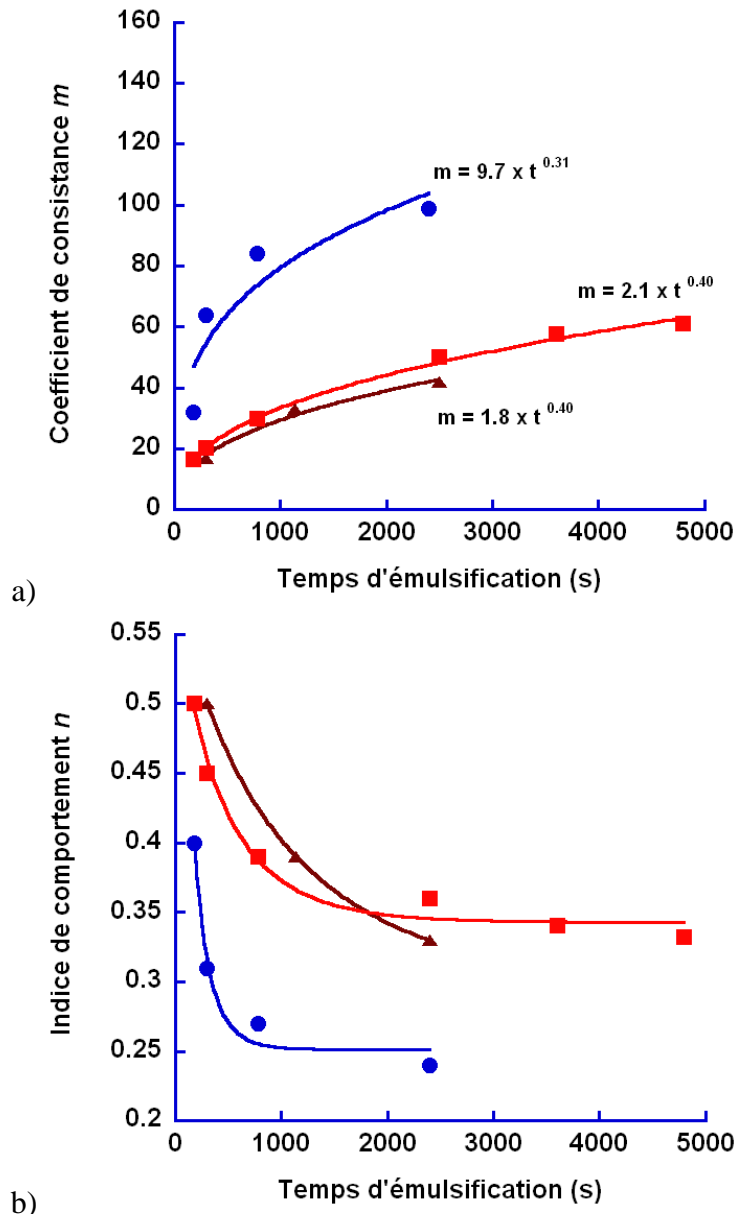 160
140
120
100
80
60
40
20
0
Coefficient de consistance m
m = 9.7 x t 0.31
m = 2.1 x t 0.40
m = 1.8 x t 0.40
0 1000 2000 3000 4000 5000
Temps d'émulsification (s)
a)
0.55
0.5
0.45
0.4
0.35
0.3
0.25
0.2
Indice de comportement n
0 1000 2000 3000 4000 5000
Temps d'émulsification (s)
b)